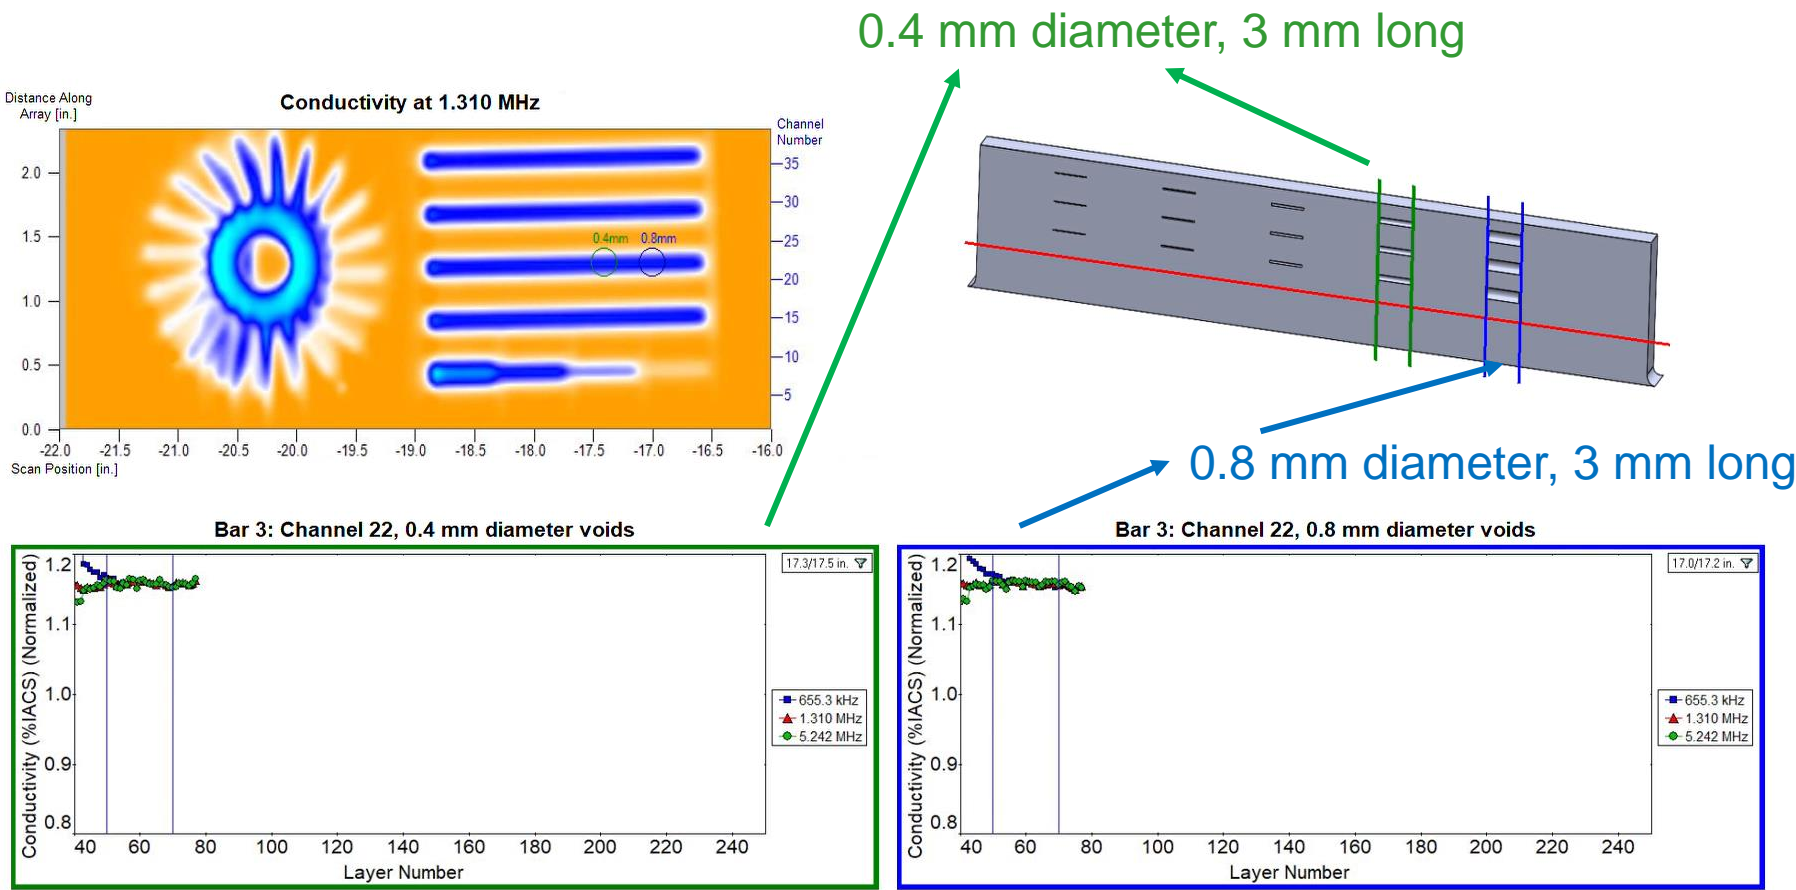 0.4 mm diameter, 3 mm long
Distance Along
Array [in.]
Conductivity at 1.310 MHz
Channel
Number
2.0
1.5
1.0
0.5
0.0
35
30
25
20
15
10
5
0.4mm
0.8mm
-22.0
-21.5
-21.0
-20.5
-20.0
-19.5
-19.0
-18.5
-18.0
-17.5
-17.0
-16.5
-16.0
Scan Position [in.]
0.8 mm diameter, 3 mm long
Bar 3: Channel 22, 0.4 mm diameter voids
Conductivity (%IACS) (Normalized)
1.2
1.1
1.0
0.9
0.8
40
60
80
100
120
140
160
180
200
220
240
Layer Number
17.3/17.5 in.
655.3 kHz
1.310 MHz
5.242 MHz
Bar 3: Channel 22, 0.8 mm diameter voids
Conductivity (%IACS) (Normalized)
1.2
1.1
1.0
0.9
0.8
40
60
80
100
120
140
160
180
200
220
240
Layer Number
17.0/17.2 in.
655.3 kHz
1.310 MHz
5.242 MHz